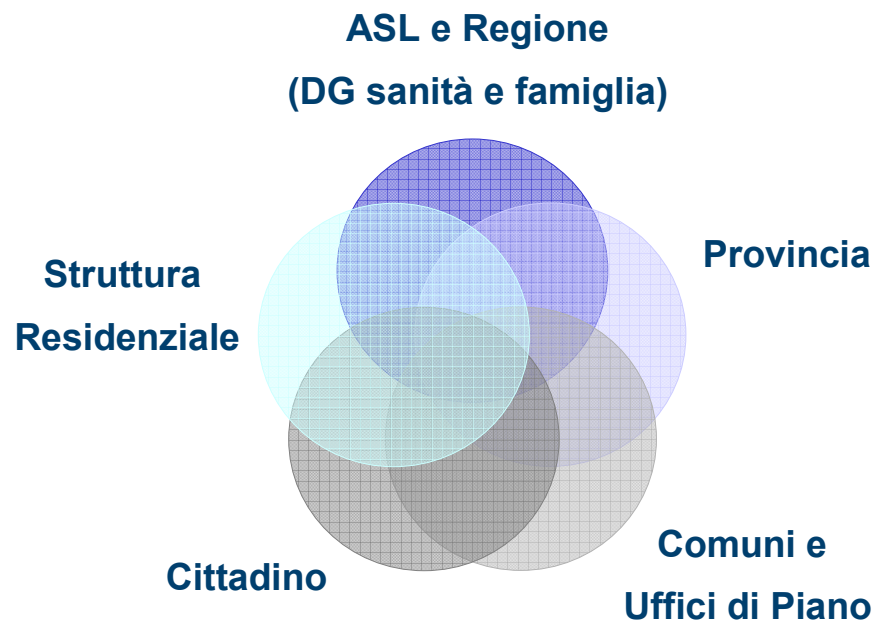 ASL e Regione
(DG sanità e famiglia)
Provincia
Struttura
Residenziale
Comuni e
Uffici di Piano
Cittadino